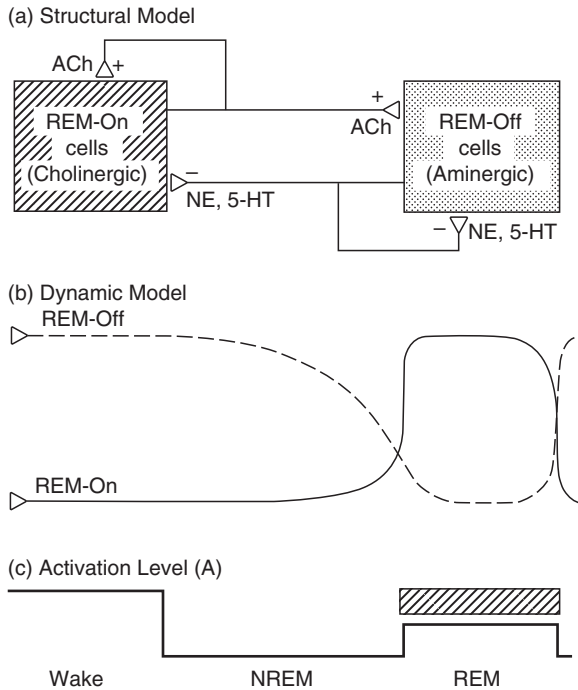 (a) Structural Model
ACh +
REM-On
cells
(Cholinergic)
+
ACh
REM-Off
cells
(Aminergic)
–
NE, 5-HT
– NE, 5-HT
(b) Dynamic Model
REM-Off
REM-On
(c) Activation Level (A)
Wake NREM REM